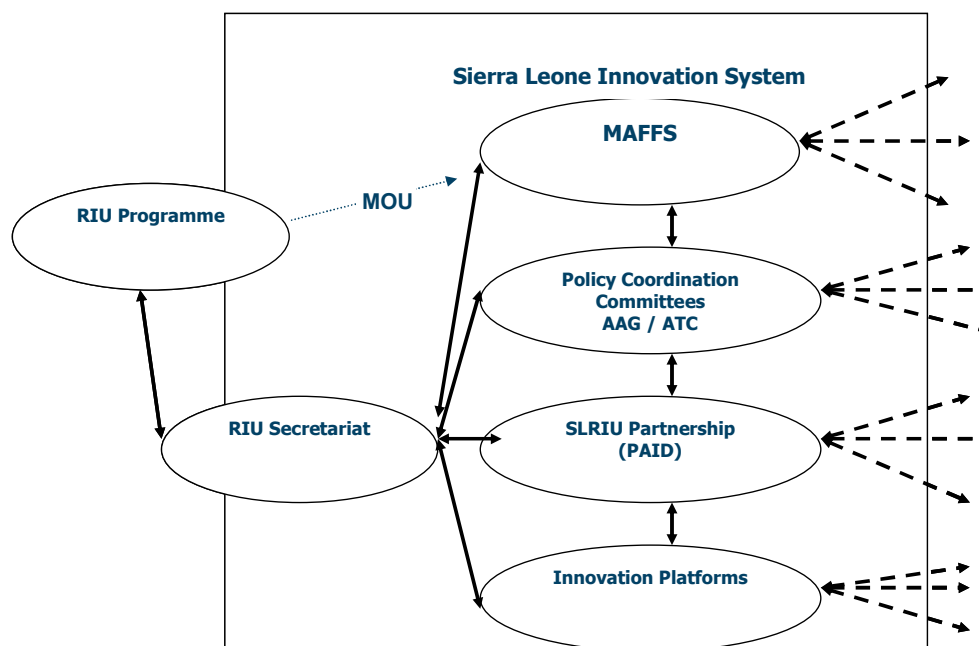 Sierra Leone Innovation System
MAFFS
RIU Programme
MOU
Policy Coordination
Committees
AAG / ATC
RIU Secretariat
SLRIU Partnership
(PAID)
Innovation Platforms